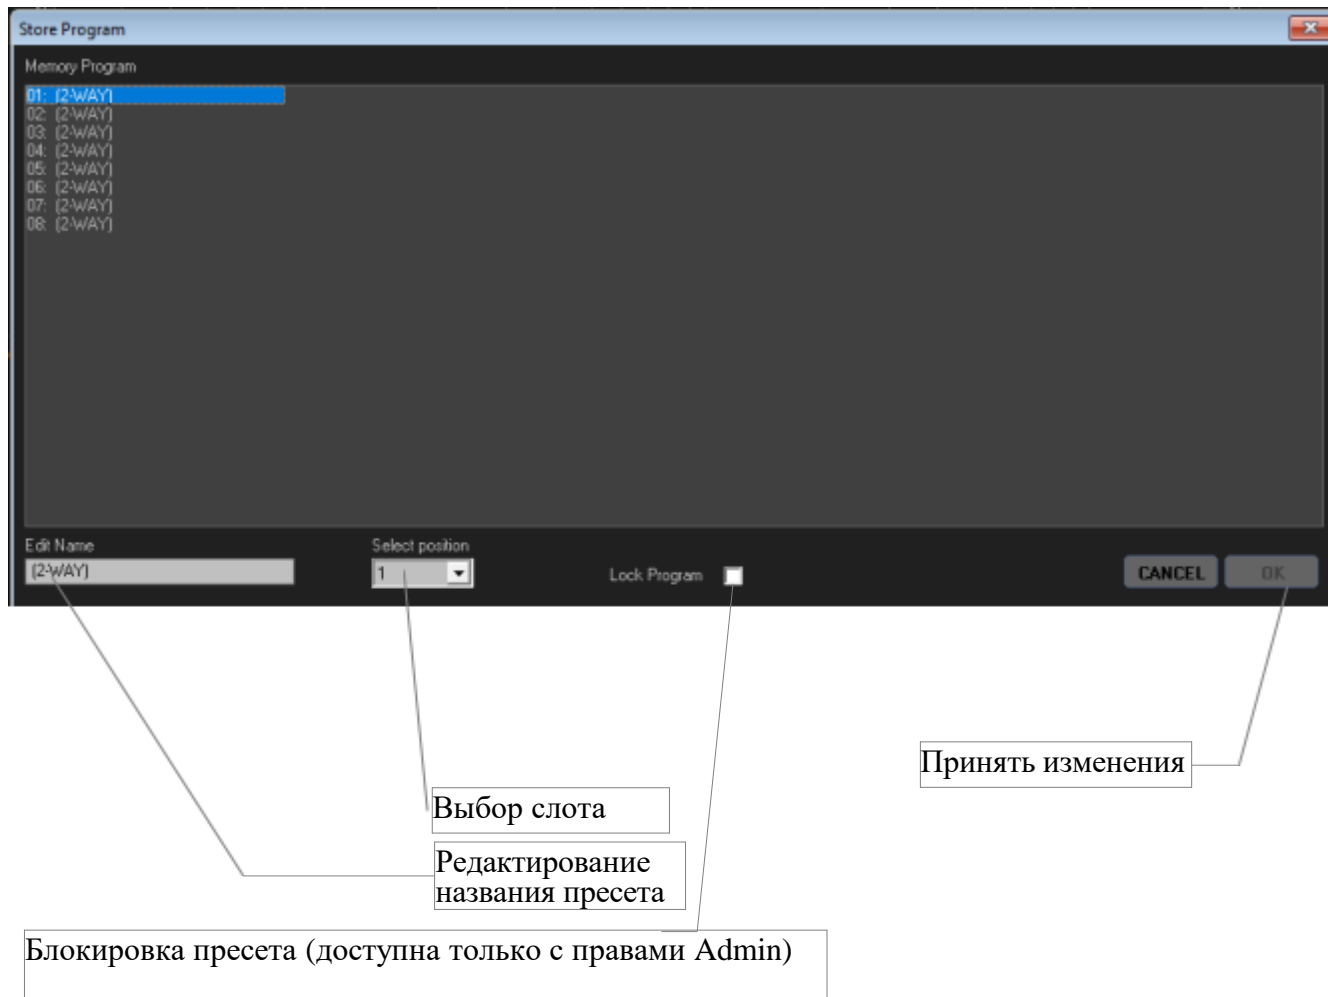 Store Program
Memory Program
01: (2-WAY)
02: (2-WAY)
03: (2-WAY)
04: (2-WAY)
05: (2-WAY)
06: (2-WAY)
07: (2-WAY)
08: (2-WAY)
Edit Name
Select position
(2-WAY)
1
Lock Program
CANCEL
OK
Принять изменения
Выбор слота
Редактирование
названия пресета
Блокировка пресета (доступна только с правами Admin)